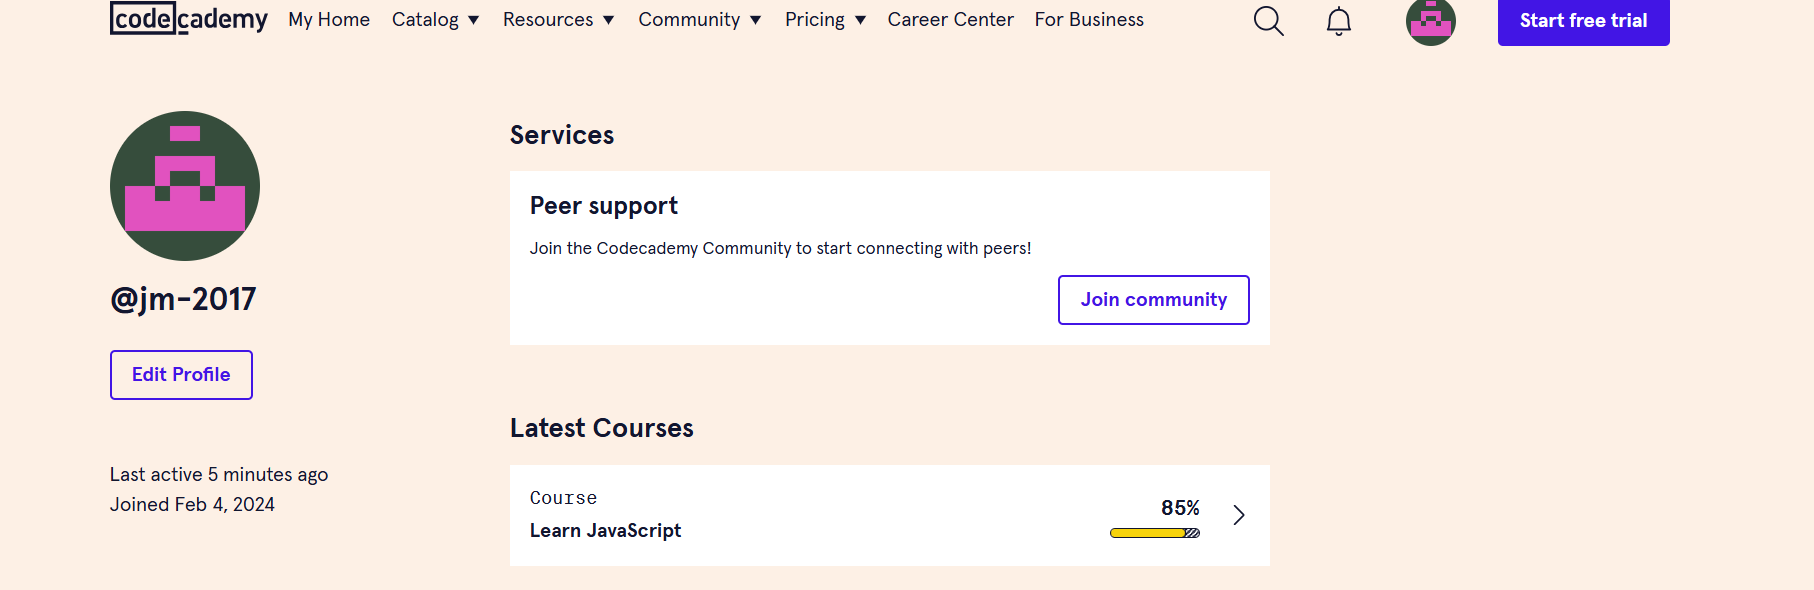 codecademy My Home Catalog Resources Community Pricing Career Center For Business Start free trial
@jm-2017
Edit Profile
Last active 5 minutes ago
Joined Feb 4, 2024
Services
Peer support
Join the Codecademy Community to start connecting with peers!
Join community
Latest Courses
Course
Learn JavaScript
85%